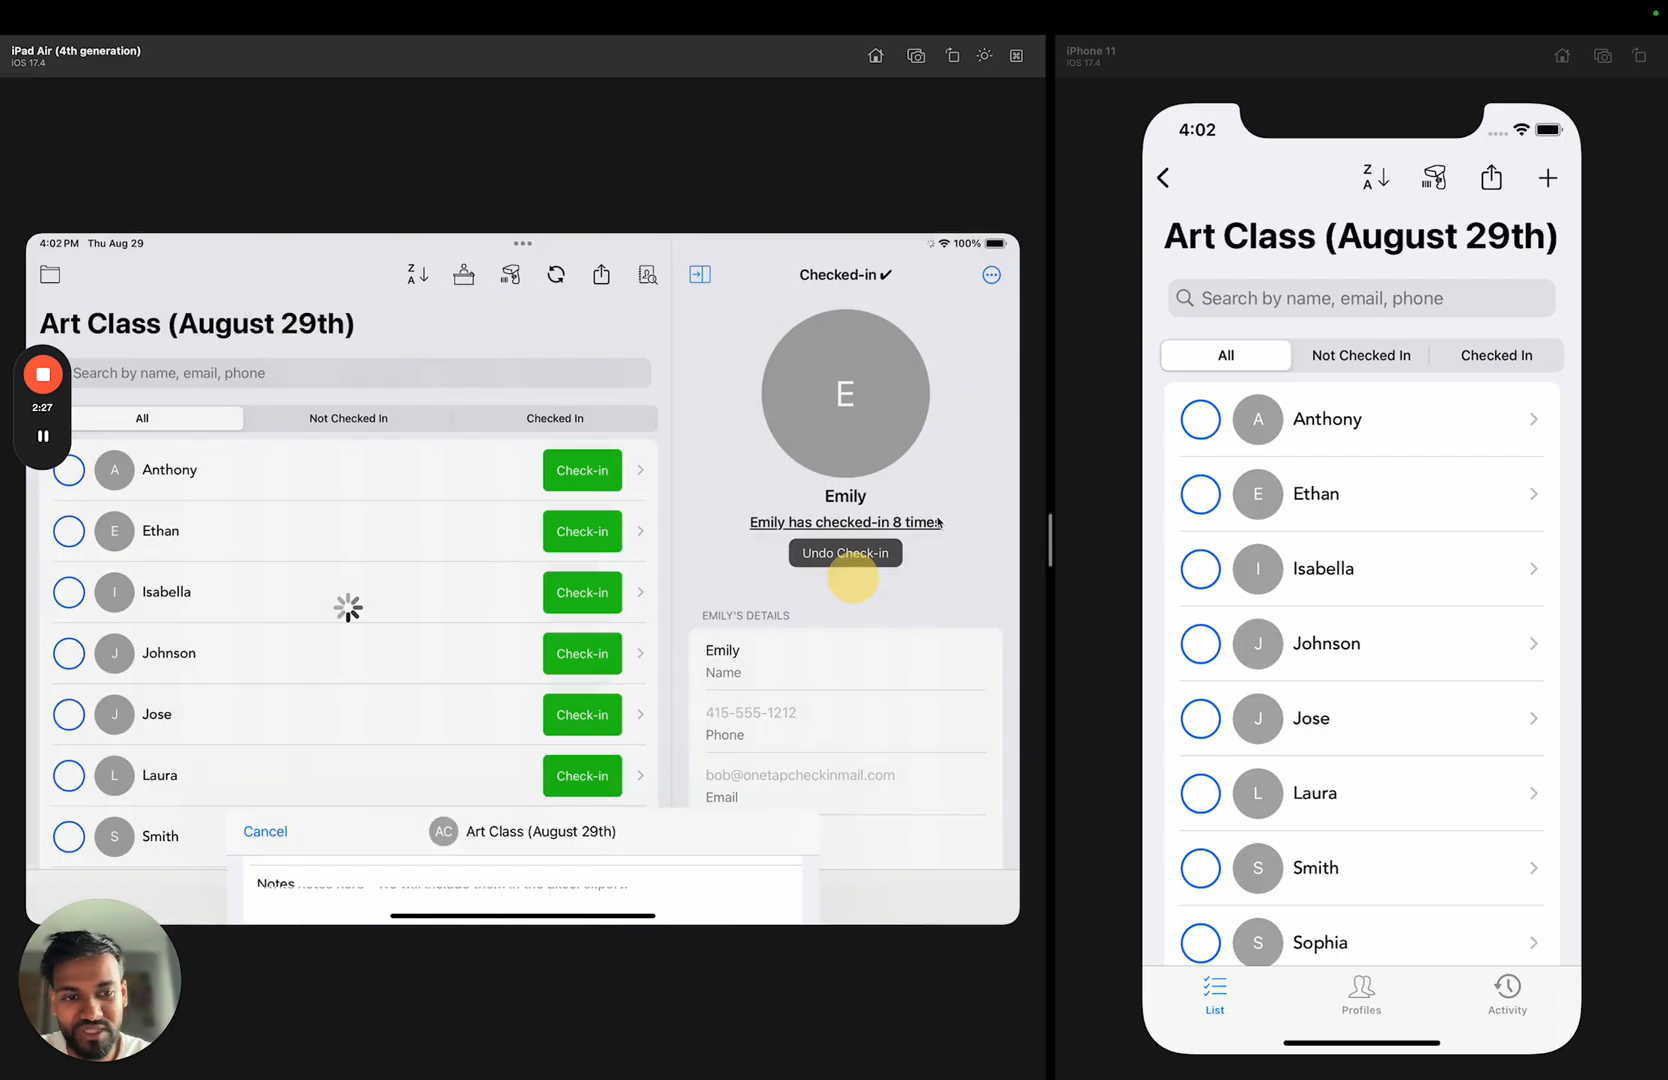 iPad Air (4th generation)
iOS 17.4
4:02 PM Thu Aug 29
100%
Z
A
Art Class (August 29th)
Search by name, email, phone
2:27
All
Not Checked In
Checked In
A
Anthony
Check-in
E
Ethan
Check-in
I
Isabella
Check-in
J
Johnson
Check-in
J
Jose
Check-in
L
Laura
Check-in
S
Smith
Cancel
AC
Art Class (August 29th)
Notes
Checked-in ✔
E
Emily
Emily has checked-in 8 times
Undo Check-in
EMILY'S DETAILS
Emily
Name
415-555-1212
Phone
bob@onetapcheckinmail.com
Email
iPhone 11
iOS 17.4
4:02
Z
A
Art Class (August 29th)
Search by name, email, phone
All
Not Checked In
Checked In
A
Anthony
E
Ethan
I
Isabella
J
Johnson
J
Jose
L
Laura
S
Smith
S
Sophia
List
Profiles
Activity